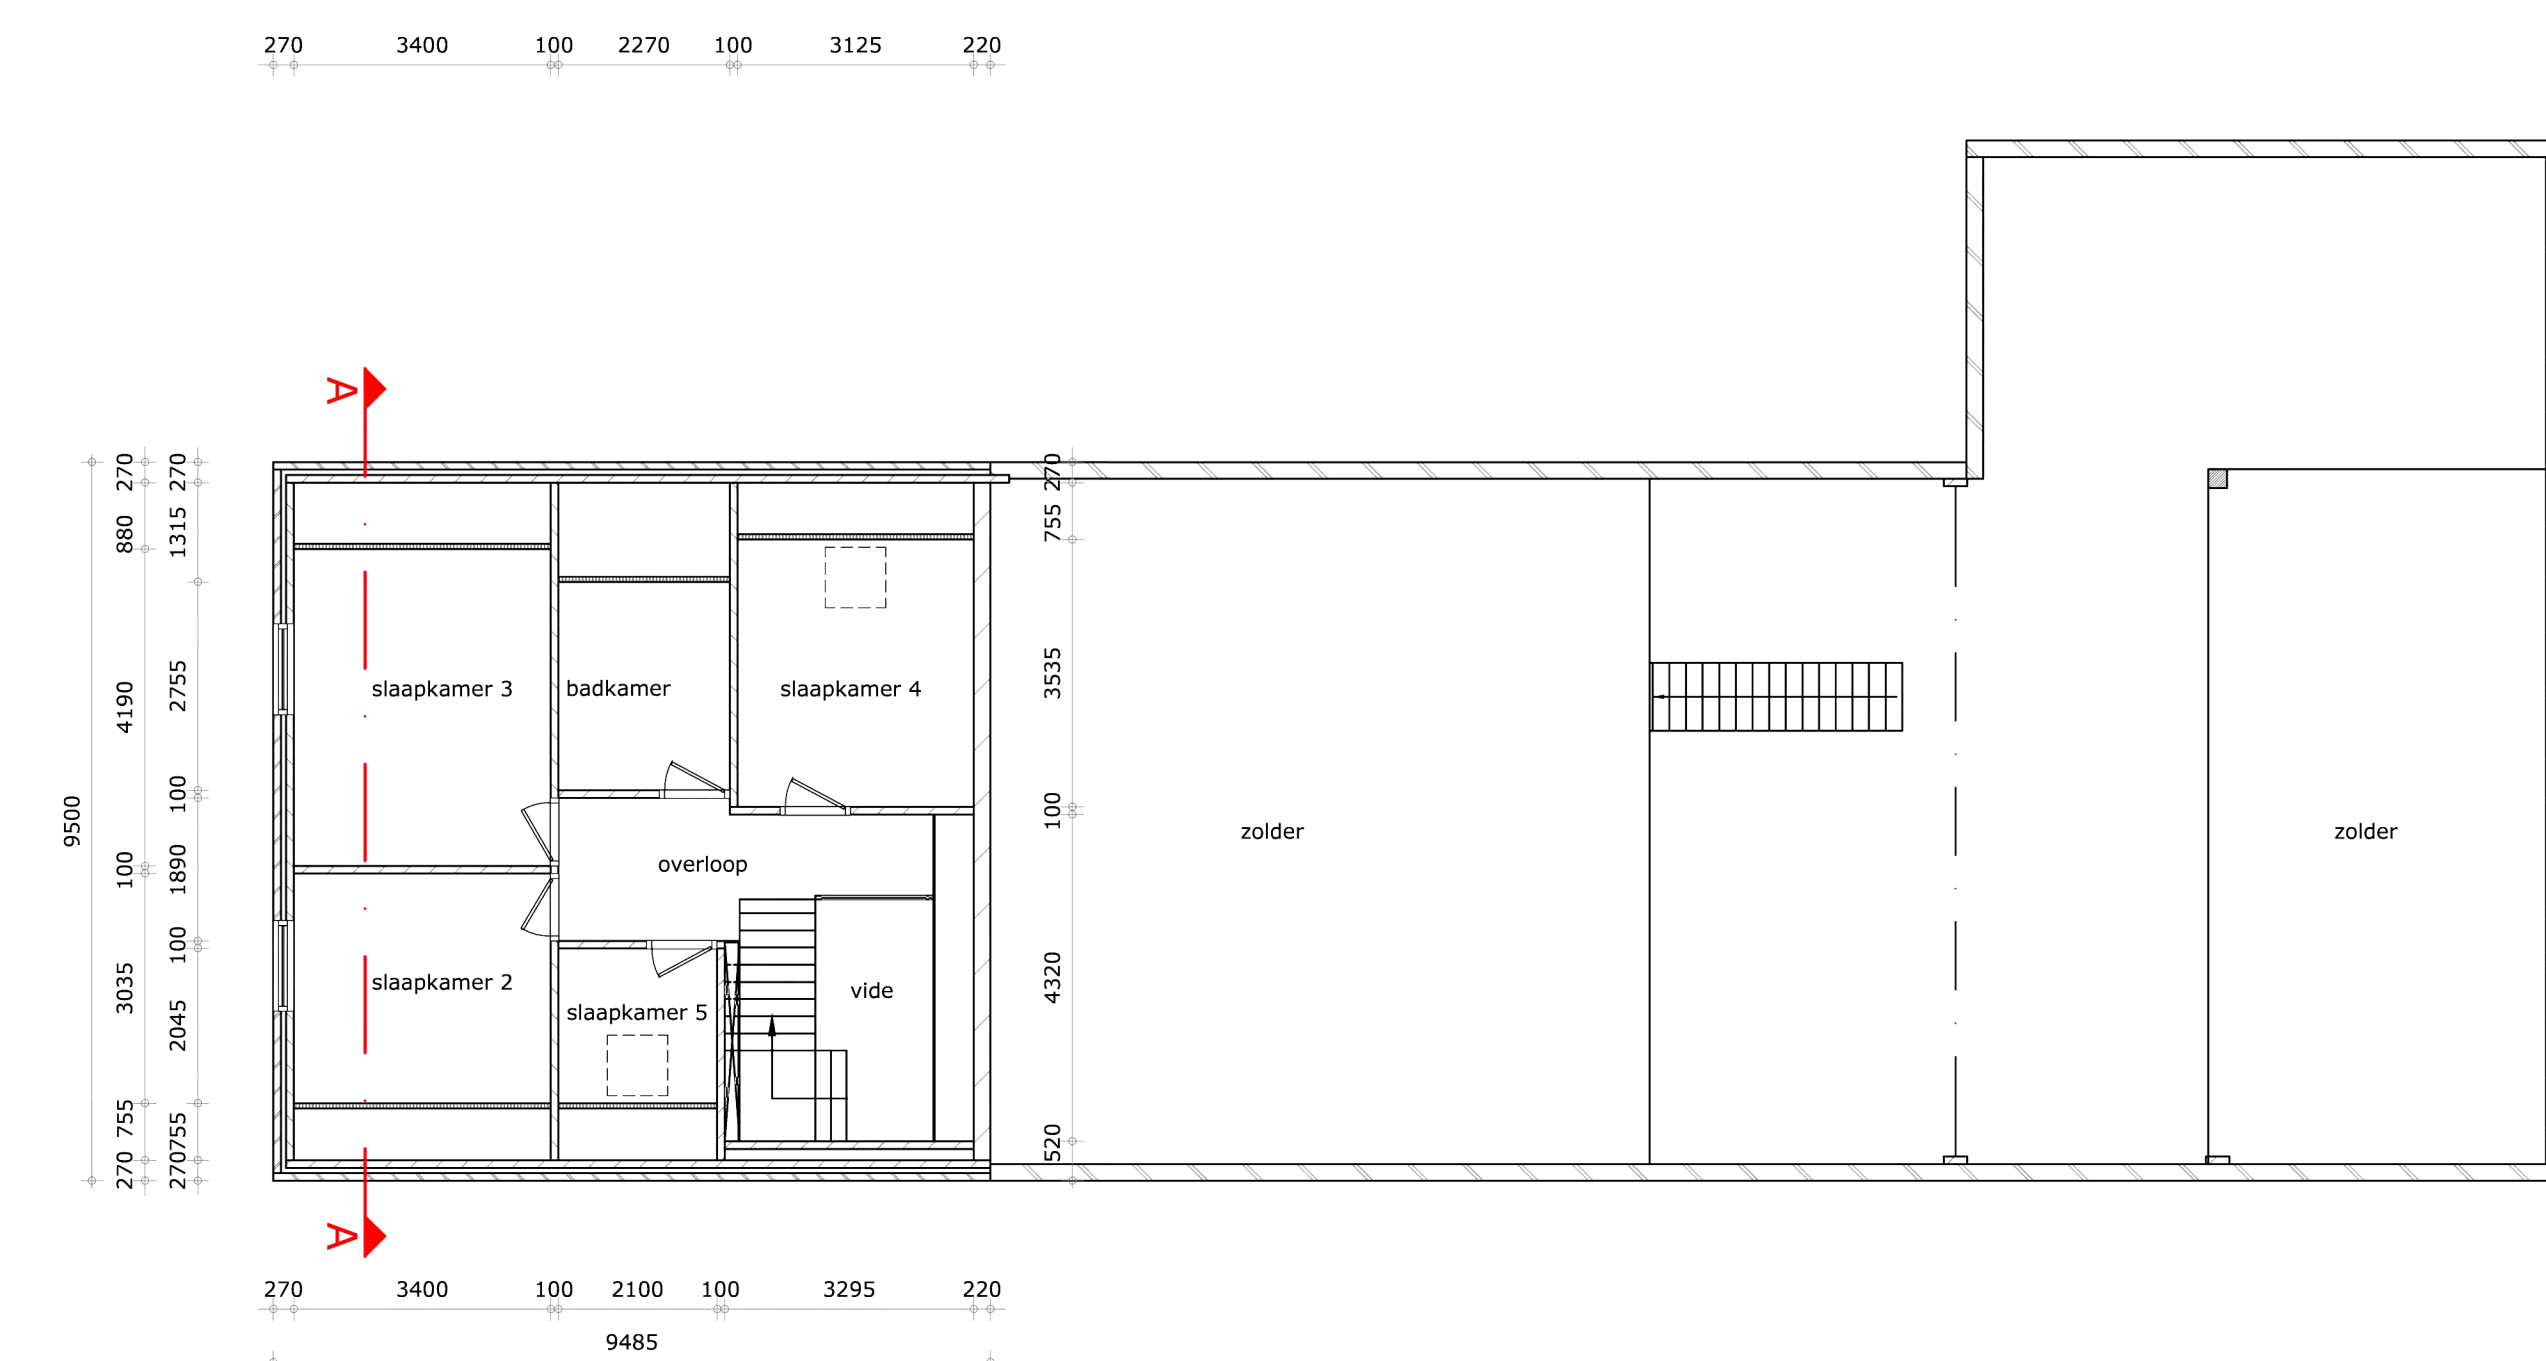 270 3400 100 2270 100 3125 220
A
270 880 4190 100 3035 755 270
270 1315 2755 100 1890 100 2045 755 270
9500
270 755 3535 100 4320 520
slaapkamer 3
badkamer
slaapkamer 4
overloop
zolder
zolder
slaapkamer 2
slaapkamer 5
vide
A
270 3400 100 2100 100 3295 220
9485